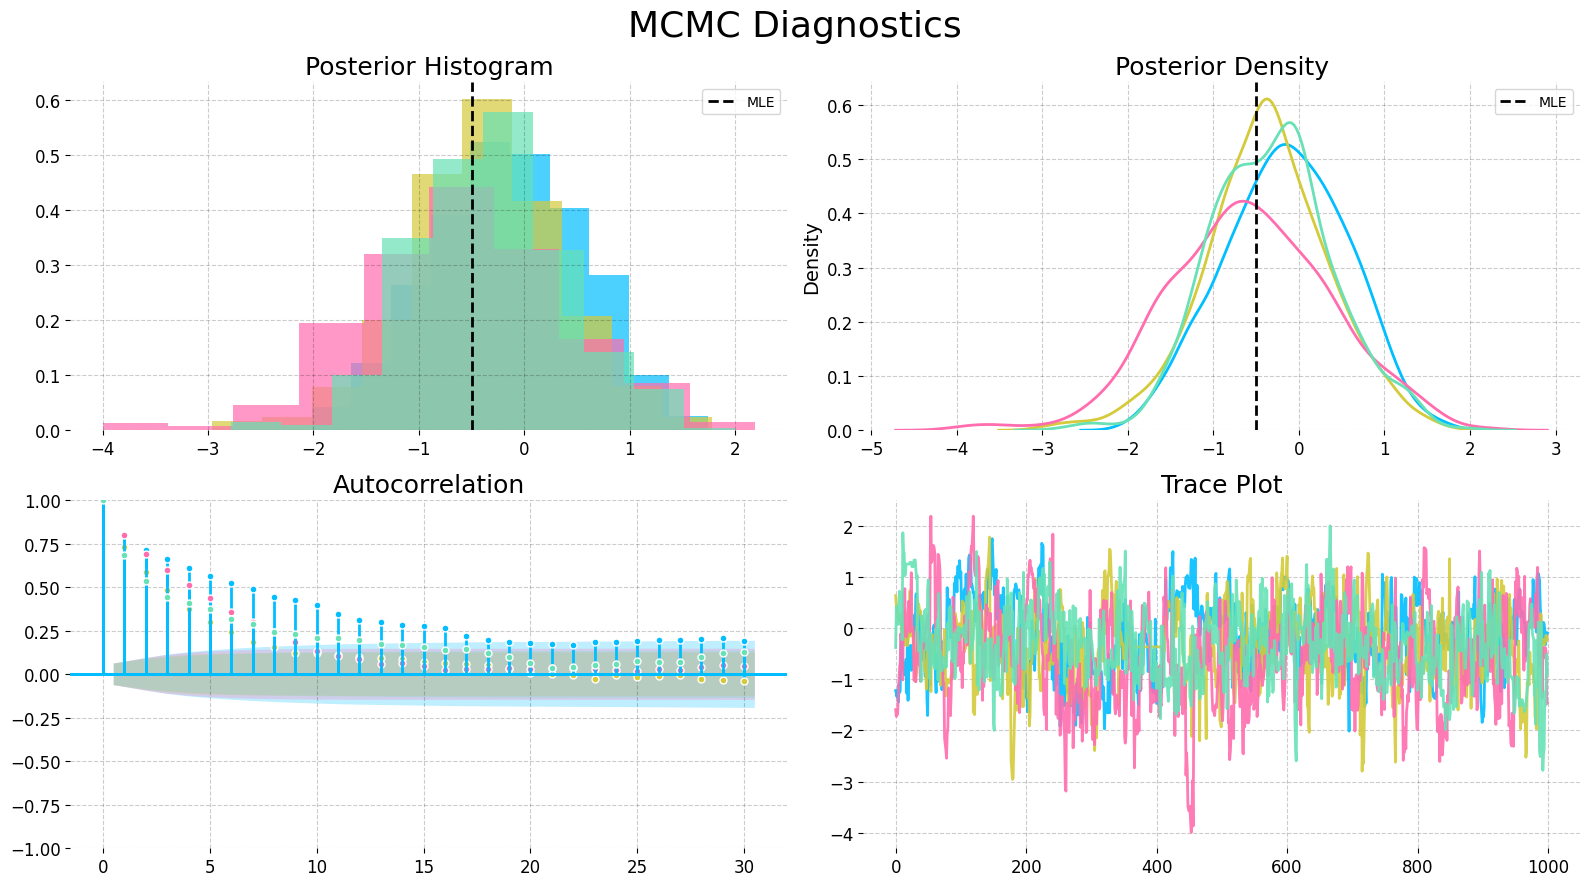 MCMC Diagnostics
Posterior Histogram
MLE
0.6
0.5
0.4
0.3
0.2
0.1
0.0
−4 −3 −2 −1 0 1 2
Posterior Density
MLE
Density
0.6
0.5
0.4
0.3
0.2
0.1
0.0
−5 −4 −3 −2 −1 0 1 2 3
Autocorrelation
1.00
0.75
0.50
0.25
0.00
−0.25
−0.50
−0.75
−1.00
0 5 10 15 20 25 30
Trace Plot
2
1
0
−1
−2
−3
−4
0 200 400 600 800 1000